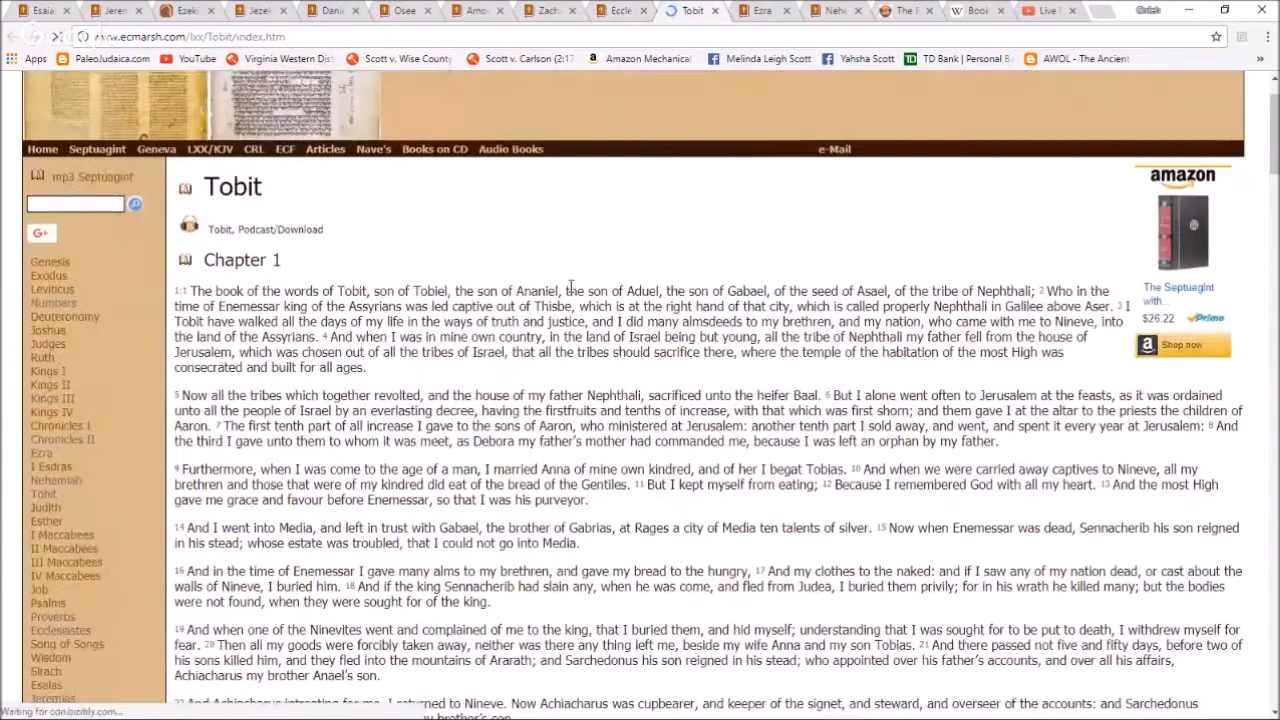 Esaia
Jerem
Ezeki
Jezek
Danie
Osee
Amos
Zach
Eccle
Tobit
Ezra
Nehe
The B
Book
Live
www.ecmarsh.com/lxx/Tobit/index.htm
Apps PaleoJudaica.com YouTube Virginia Western Dis Scott v. Wise County Scott v. Carlson (2:17 Amazon Mechanical Melinda Leigh Scott Yahsha Scott TD Bank | Personal Ba AWOL - The Ancient »
Home Septuagint Geneva LXX/KJV CRL ECF Articles Nave's Books on CD Audio Books e-Mail
mp3 Septuagint
G+
Genesis
Exodus
Leviticus
Numbers
Deuteronomy
Joshua
Judges
Ruth
Kings I
Kings II
Kings III
Kings IV
Chronicles I
Chronicles II
Ezra
I Esdras
Nehemiah
Tobit
Judith
Esther
I Maccabees
II Maccabees
III Maccabees
IV Maccabees
Job
Psalms
Proverbs
Ecclesiastes
Song of Songs
Wisdom
Sirach
Esaias
Jeremias
Tobit
Tobit, Podcast/Download
Chapter 1
1:1 The book of the words of Tobit, son of Tobiel, the son of Ananiel, the son of Aduel, the son of Gabael, of the seed of Asael, of the tribe of Nephthali; 2 Who in the
time of Enemessar king of the Assyrians was led captive out of Thisbe, which is at the right hand of that city, which is called properly Nephthali in Galilee above Aser. 3 I
Tobit have walked all the days of my life in the ways of truth and justice, and I did many almsdeeds to my brethren, and my nation, who came with me to Nineve, into
the land of the Assyrians. 4 And when I was in mine own country, in the land of Israel being but young, all the tribe of Nephthali my father fell from the house of
Jerusalem, which was chosen out of all the tribes of Israel, that all the tribes should sacrifice there, where the temple of the habitation of the most High was
consecrated and built for all ages.
5 Now all the tribes which together revolted, and the house of my father Nephthali, sacrificed unto the heifer Baal. 6 But I alone went often to Jerusalem at the feasts, as it was ordained
unto all the people of Israel by an everlasting decree, having the firstfruits and tenths of increase, with that which was first shorn; and them gave I at the altar to the priests the children of
Aaron. 7 The first tenth part of all increase I gave to the sons of Aaron, who ministered at Jerusalem: another tenth part I sold away, and went, and spent it every year at Jerusalem: 8 And
the third I gave unto them to whom it was meet, as Debora my father's mother had commanded me, because I was left an orphan by my father.
9 Furthermore, when I was come to the age of a man, I married Anna of mine own kindred, and of her I begat Tobias. 10 And when we were carried away captives to Nineve, all my
brethren and those that were of my kindred did eat of the bread of the Gentiles. 11 But I kept myself from eating; 12 Because I remembered God with all my heart. 13 And the most High
gave me grace and favour before Enemessar, so that I was his purveyor.
14 And I went into Media, and left in trust with Gabael, the brother of Gabrias, at Rages a city of Media ten talents of silver. 15 Now when Enemessar was dead, Sennacherib his son reigned
in his stead; whose estate was troubled, that I could not go into Media.
16 And in the time of Enemessar I gave many alms to my brethren, and gave my bread to the hungry, 17 And my clothes to the naked: and if I saw any of my nation dead, or cast about the
walls of Nineve, I buried him. 18 And if the king Sennacherib had slain any, when he was come, and fled from Judea, I buried them privily; for in his wrath he killed many; but the bodies
were not found, when they were sought for of the king.
19 And when one of the Ninevites went and complained of me to the king, that I buried them, and hid myself; understanding that I was sought for to be put to death, I withdrew myself for
fear. 20 Then all my goods were forcibly taken away, neither was there any thing left me, beside my wife Anna and my son Tobias. 21 And there passed not five and fifty days, before two of
his sons killed him, and they fled into the mountains of Ararath; and Sarchedonus his son reigned in his stead; who appointed over his father's accounts, and over all his affairs,
Achiacharus my brother Anael's son.
22 And Achiacharus intreating for me, I returned to Nineve. Now Achiacharus was cupbearer, and keeper of the signet, and steward, and overseer of the accounts: and Sarchedonus
my brother's son.
amazon
The Septuagint
with...
$26.22 Prime
Shop now
Waiting for cdn.bizibly.com...